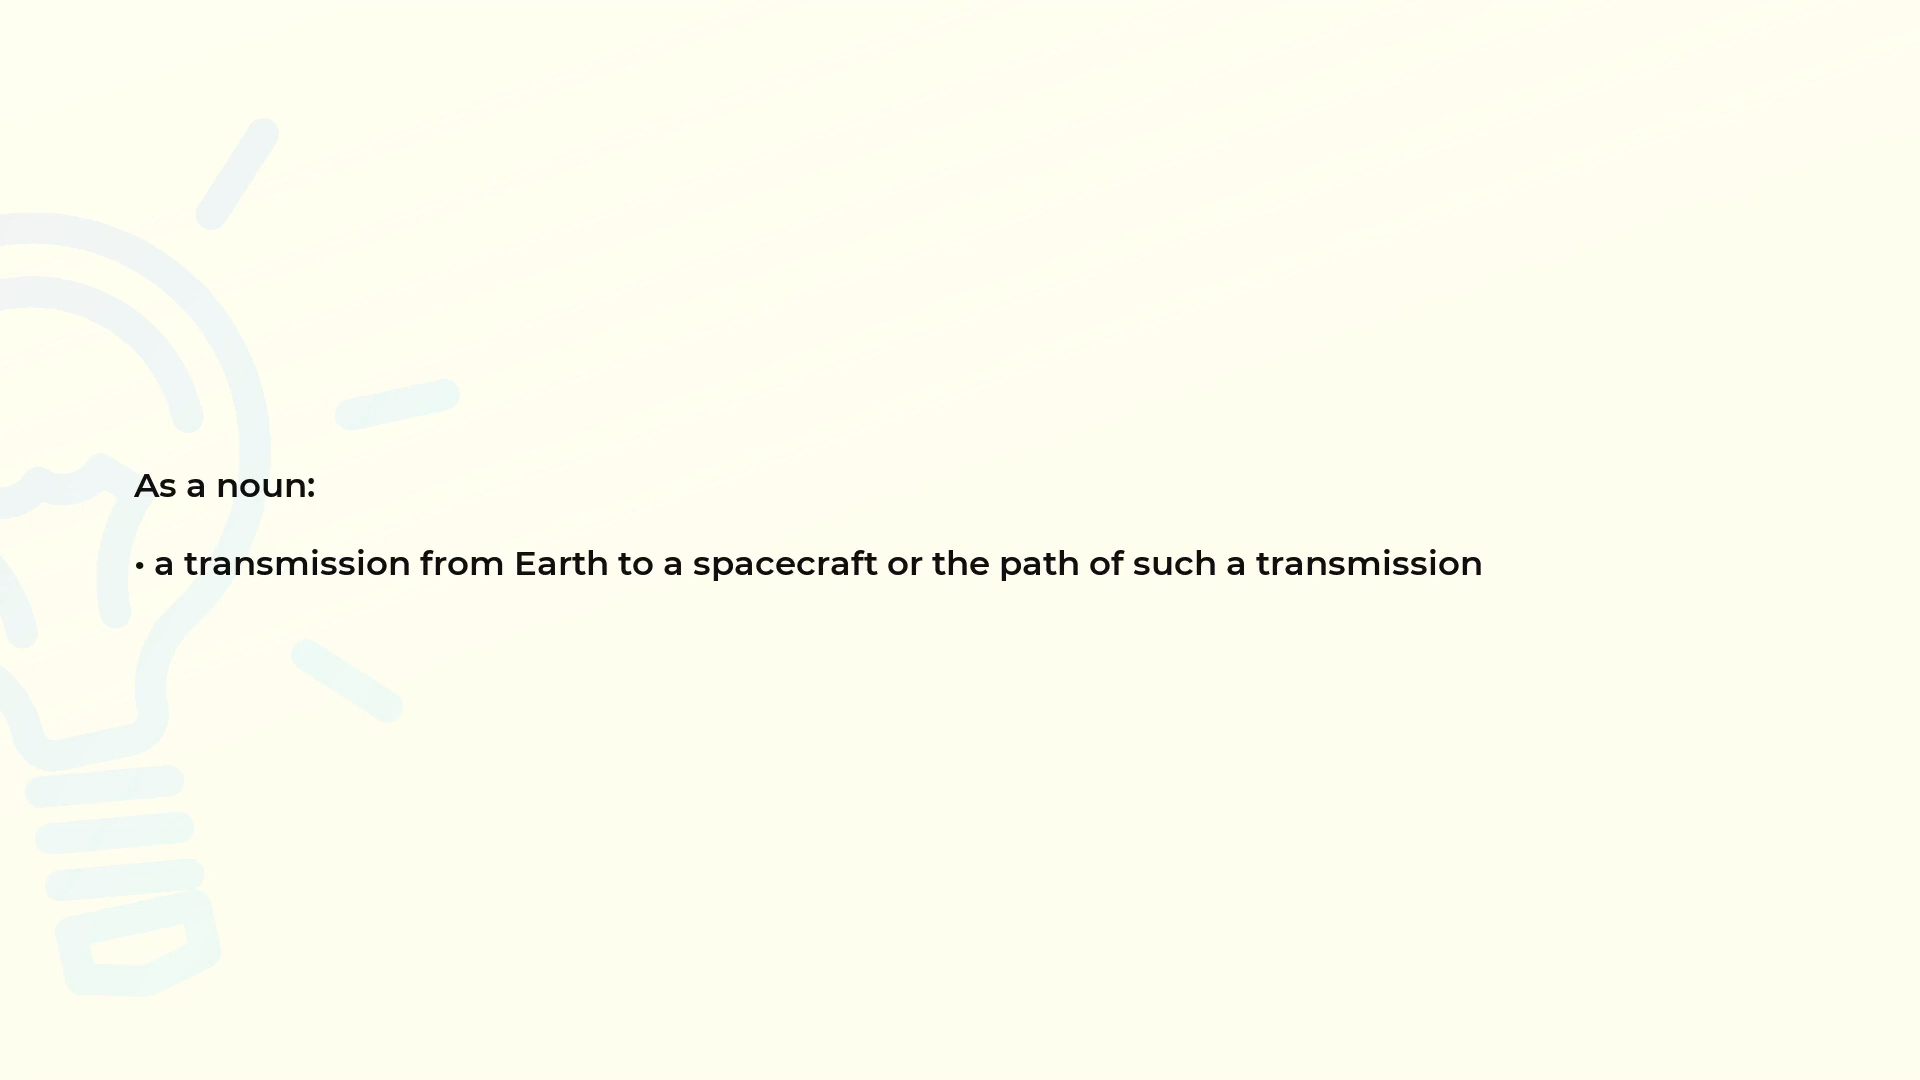 As a noun:
• a transmission from Earth to a spacecraft or the path of such a transmission